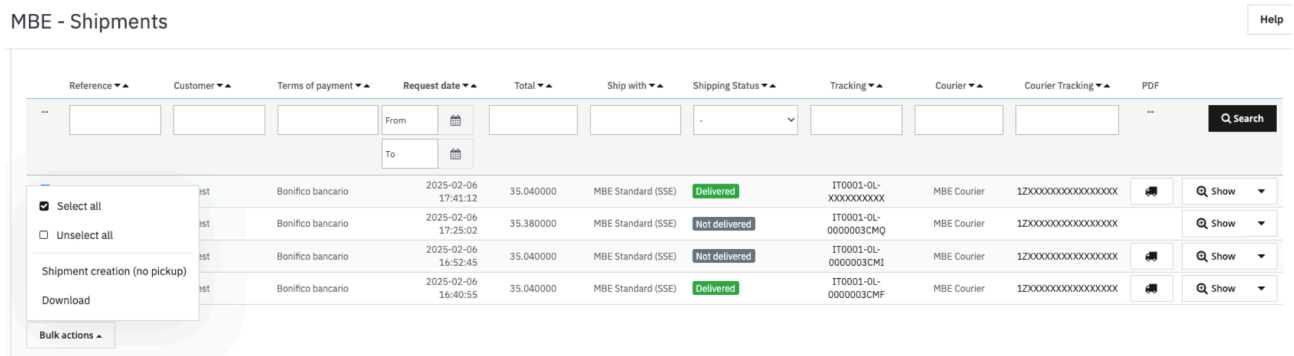 MBE - Shipments
Help
Reference Customer Terms of payment Request date Total Ship with Shipping Status Tracking Courier Courier Tracking PDF
-- From - -- Search
To
est Bonifico bancario 2025-02-06 17:41:12 35.040000 MBE Standard (SSE) Delivered IT0001-0L-XXXXXXXXXX MBE Courier 1ZXXXXXXXXXXXXXXXX Show
Select all
Unselect all
est Bonifico bancario 2025-02-06 17:25:02 35.380000 MBE Standard (SSE) Not delivered IT0001-0L-0000003CMQ MBE Courier 1ZXXXXXXXXXXXXXXXX Show
est Bonifico bancario 2025-02-06 16:52:45 35.040000 MBE Standard (SSE) Not delivered IT0001-0L-0000003CMI MBE Courier 1ZXXXXXXXXXXXXXXXX Show
Shipment creation (no pickup)
est Bonifico bancario 2025-02-06 16:40:55 35.040000 MBE Standard (SSE) Delivered IT0001-0L-0000003CMF MBE Courier 1ZXXXXXXXXXXXXXXXX Show
Download
Bulk actions